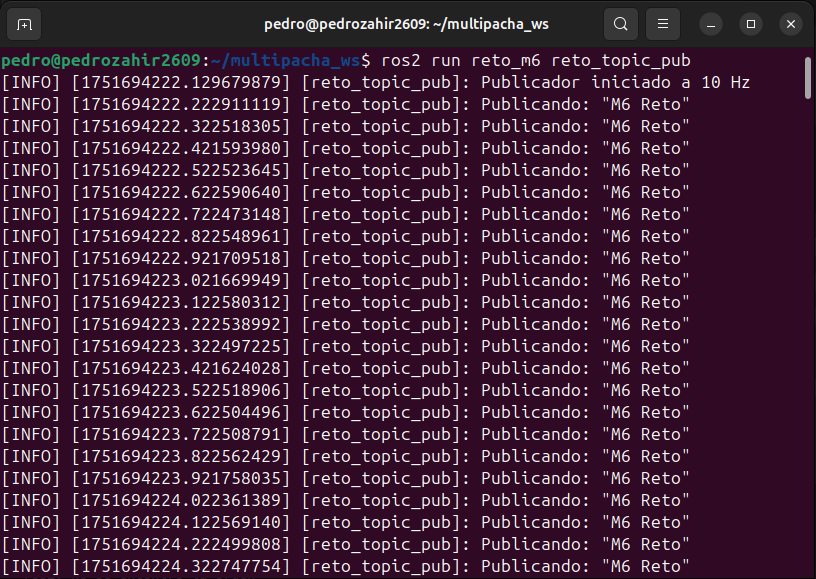 pedro@pedrozahir2609: ~/multipacha_ws
pedro@pedrozahir2609:~/multipacha_ws$ ros2 run reto_m6 reto_topic_pub
[INFO] [1751694222.129679879] [reto_topic_pub]: Publicador iniciado a 10 Hz
[INFO] [1751694222.222911119] [reto_topic_pub]: Publicando: "M6 Reto"
[INFO] [1751694222.322518305] [reto_topic_pub]: Publicando: "M6 Reto"
[INFO] [1751694222.421593980] [reto_topic_pub]: Publicando: "M6 Reto"
[INFO] [1751694222.522523645] [reto_topic_pub]: Publicando: "M6 Reto"
[INFO] [1751694222.622590640] [reto_topic_pub]: Publicando: "M6 Reto"
[INFO] [1751694222.722473148] [reto_topic_pub]: Publicando: "M6 Reto"
[INFO] [1751694222.822548961] [reto_topic_pub]: Publicando: "M6 Reto"
[INFO] [1751694222.921709518] [reto_topic_pub]: Publicando: "M6 Reto"
[INFO] [1751694223.021669949] [reto_topic_pub]: Publicando: "M6 Reto"
[INFO] [1751694223.122580312] [reto_topic_pub]: Publicando: "M6 Reto"
[INFO] [1751694223.222538992] [reto_topic_pub]: Publicando: "M6 Reto"
[INFO] [1751694223.322497225] [reto_topic_pub]: Publicando: "M6 Reto"
[INFO] [1751694223.421624028] [reto_topic_pub]: Publicando: "M6 Reto"
[INFO] [1751694223.522518906] [reto_topic_pub]: Publicando: "M6 Reto"
[INFO] [1751694223.622504496] [reto_topic_pub]: Publicando: "M6 Reto"
[INFO] [1751694223.722508791] [reto_topic_pub]: Publicando: "M6 Reto"
[INFO] [1751694223.822562429] [reto_topic_pub]: Publicando: "M6 Reto"
[INFO] [1751694223.921758035] [reto_topic_pub]: Publicando: "M6 Reto"
[INFO] [1751694224.022361389] [reto_topic_pub]: Publicando: "M6 Reto"
[INFO] [1751694224.122569140] [reto_topic_pub]: Publicando: "M6 Reto"
[INFO] [1751694224.222499808] [reto_topic_pub]: Publicando: "M6 Reto"
[INFO] [1751694224.322747754] [reto_topic_pub]: Publicando: "M6 Reto"